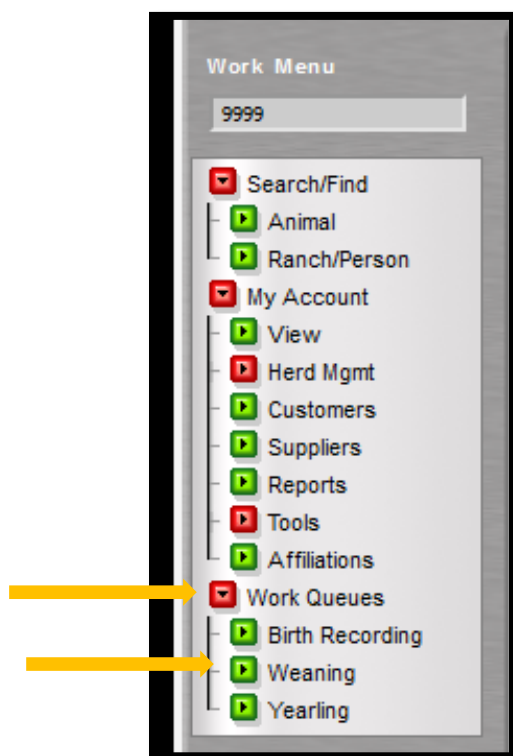 Work Menu
9999
Search/Find
Animal
Ranch/Person
My Account
View
Herd Mgmt
Customers
Suppliers
Reports
Tools
Affiliations
Work Queues
Birth Recording
Weaning
Yearling